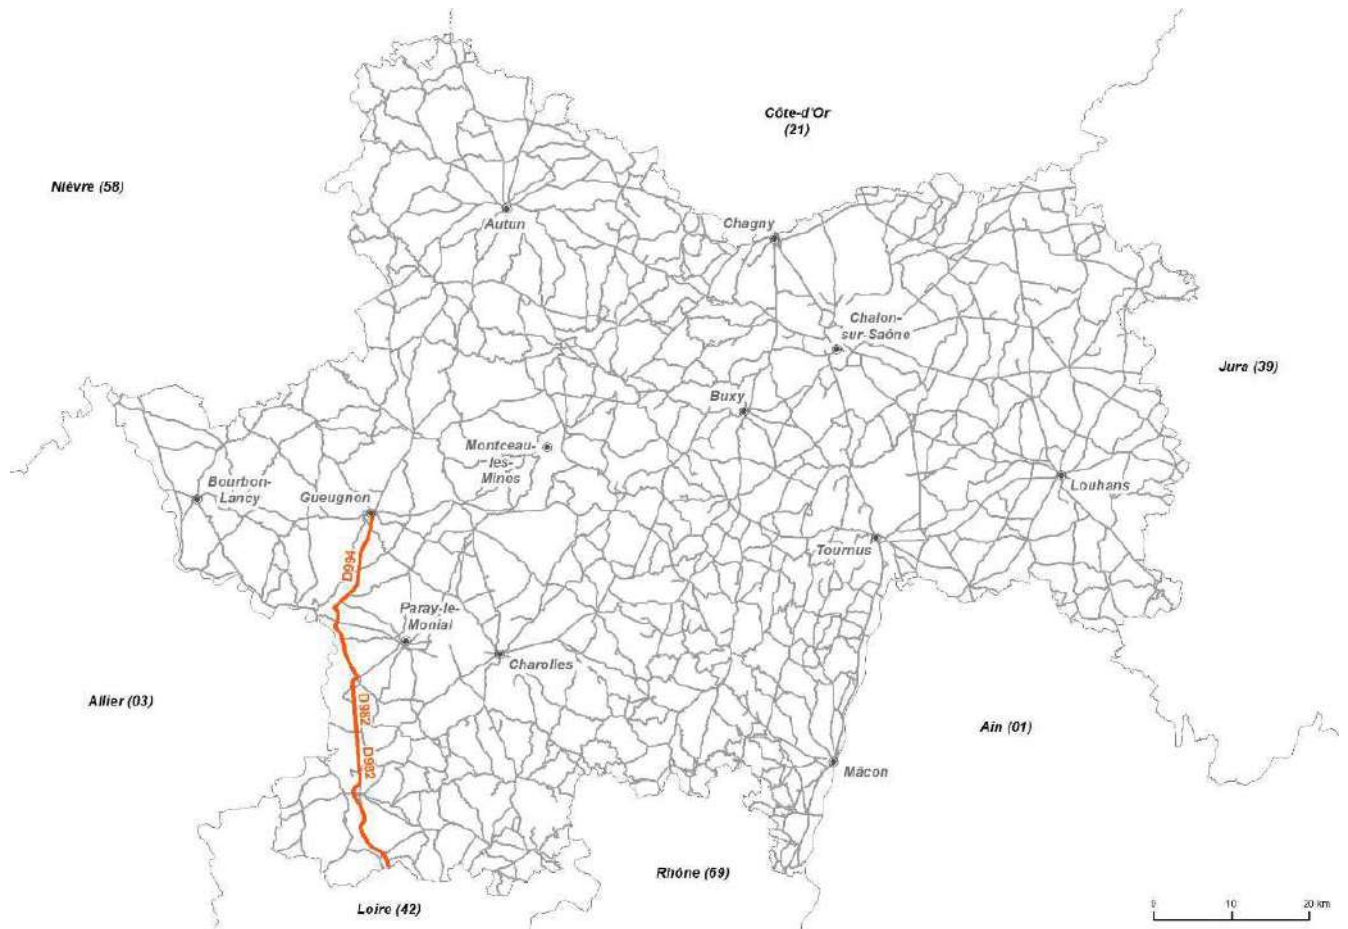 Côte-d'Or
(21)
Nièvre (58)
Autun
Chagny
Chalon-
sur-Saône
Jura (39)
Buxy
Montceau-
les-
Mines
Bourbon-
Lancy
Gueugnon
Louhans
Tournus
D994
Paray-le-
Monial
Charolles
Allier (03)
D982
D982
Ain (01)
Mâcon
Rhône (69)
Loire (42)
0 10 20 km